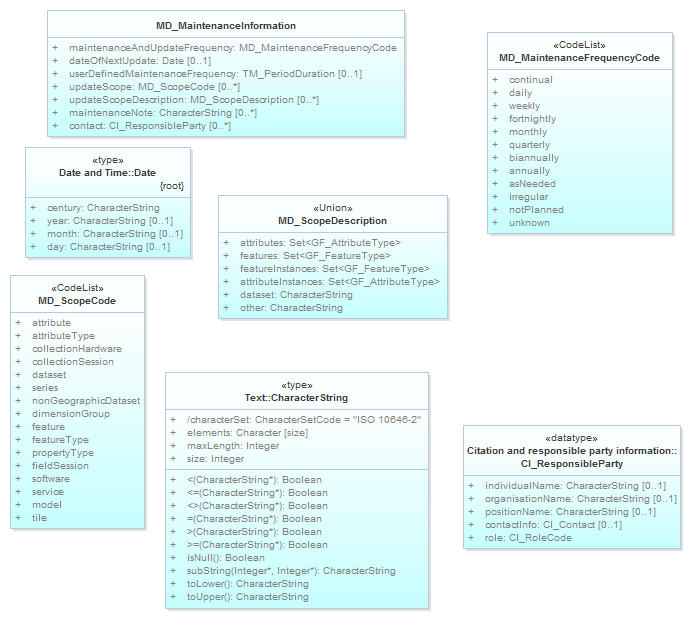 MD_MaintenanceInformation
+ maintenanceAndUpdateFrequency: MD_MaintenanceFrequencyCode
+ dateOfNextUpdate: Date [0..1]
+ userDefinedMaintenanceFrequency: TM_PeriodDuration [0..1]
+ updateScope: MD_ScopeCode [0..*]
+ updateScopeDescription: MD_ScopeDescription [0..*]
+ maintenanceNote: CharacterString [0..*]
+ contact: CI_ResponsibleParty [0..*]
«CodeList»
MD_MaintenanceFrequencyCode
+ continual
+ daily
+ weekly
+ fortnightly
+ monthly
+ quarterly
+ biannually
+ annually
+ asNeeded
+ irregular
+ notPlanned
+ unknown
«type»
Date and Time::Date
{root}
+ century: CharacterString
+ year: CharacterString [0..1]
+ month: CharacterString [0..1]
+ day: CharacterString [0..1]
«Union»
MD_ScopeDescription
+ attributes: Set<GF_AttributeType>
+ features: Set<GF_FeatureType>
+ featureInstances: Set<GF_FeatureType>
+ attributeInstances: Set<GF_AttributeType>
+ dataset: CharacterString
+ other: CharacterString
«CodeList»
MD_ScopeCode
+ attribute
+ attributeType
+ collectionHardware
+ collectionSession
+ dataset
+ series
+ nonGeographicDataset
+ dimensionGroup
+ feature
+ featureType
+ propertyType
+ fieldSession
+ software
+ service
+ model
+ tile
«type»
Text::CharacterString
+ /characterSet: CharacterSetCode = "ISO 10646-2"
+ elements: Character [size]
+ maxLength: Integer
+ size: Integer
+ <(CharacterString*): Boolean
+ <=(CharacterString*): Boolean
+ <>(CharacterString*): Boolean
+ =(CharacterString*): Boolean
+ >(CharacterString*): Boolean
+ >=(CharacterString*): Boolean
+ isNull(): Boolean
+ subString(Integer*, Integer*): CharacterString
+ toLower(): CharacterString
+ toUpper(): CharacterString
«datatype»
Citation and responsible party information::
CI_ResponsibleParty
+ individualName: CharacterString [0..1]
+ organisationName: CharacterString [0..1]
+ positionName: CharacterString [0..1]
+ contactInfo: CI_Contact [0..1]
+ role: CI_RoleCode